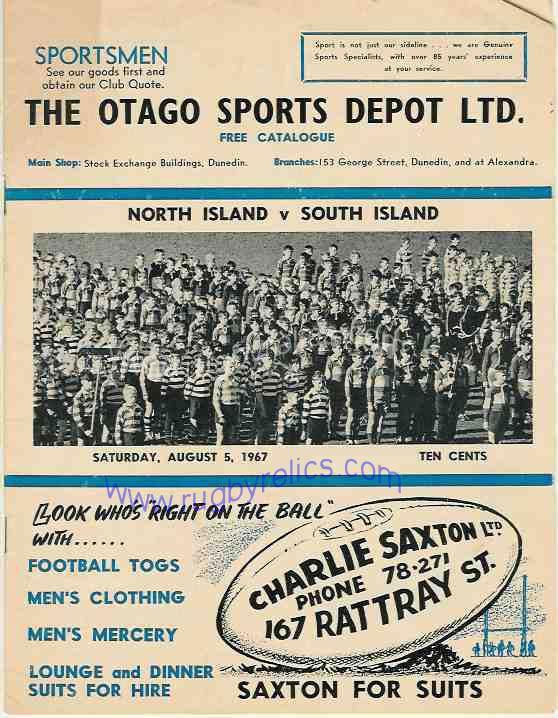 SPORTSMEN
See our goods first and
obtain our Club Quote.
Sport is not just our sideline . . . we are Genuine
Sports Specialists, with over 85 years' experience
at your service.
THE OTAGO SPORTS DEPOT LTD.
FREE CATALOGUE
Main Shop: Stock Exchange Buildings, Dunedin.
Branches: 153 George Street, Dunedin, and at Alexandra.
NORTH ISLAND v SOUTH ISLAND
SATURDAY, AUGUST 5, 1967
TEN CENTS
www.rugbyrelics.com
LOOK WHO'S "RIGHT ON THE BALL"
WITH......
FOOTBALL TOGS
MEN'S CLOTHING
MEN'S MERCERY
LOUNGE and DINNER
SUITS FOR HIRE
CHARLIE SAXTON LTD.
PHONE 78-271
167 RATTRAY ST.
SAXTON FOR SUITS